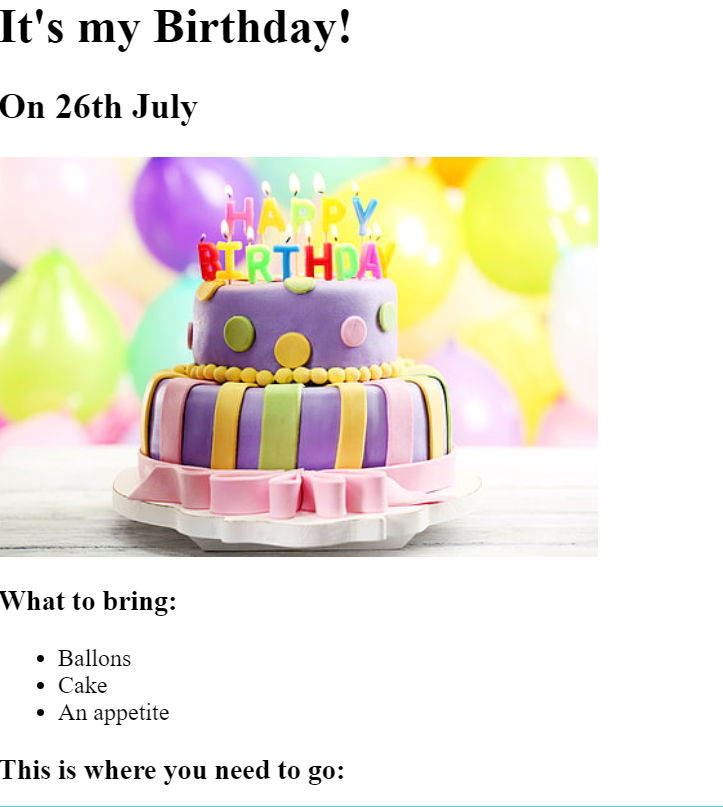 It's my Birthday!
On 26th July
HAPPY
BIRTHDAY
What to bring:
Ballons
Cake
An appetite
This is where you need to go: